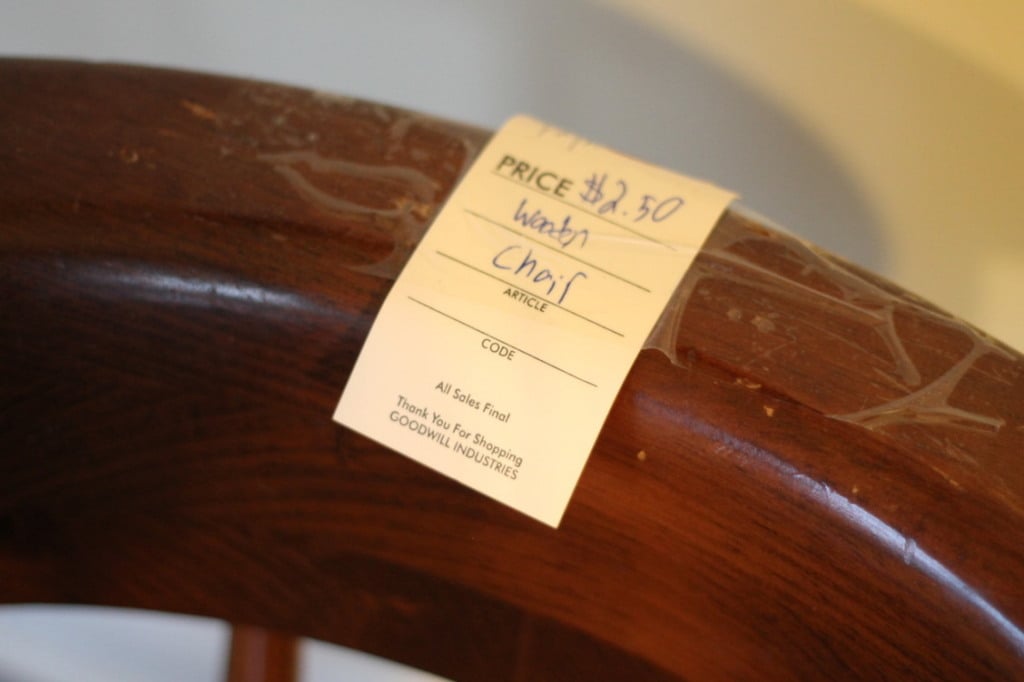 PRICE $2.50
Wooden
Chair
ARTICLE
CODE
All Sales Final
Thank You For Shopping
GOODWILL INDUSTRIES